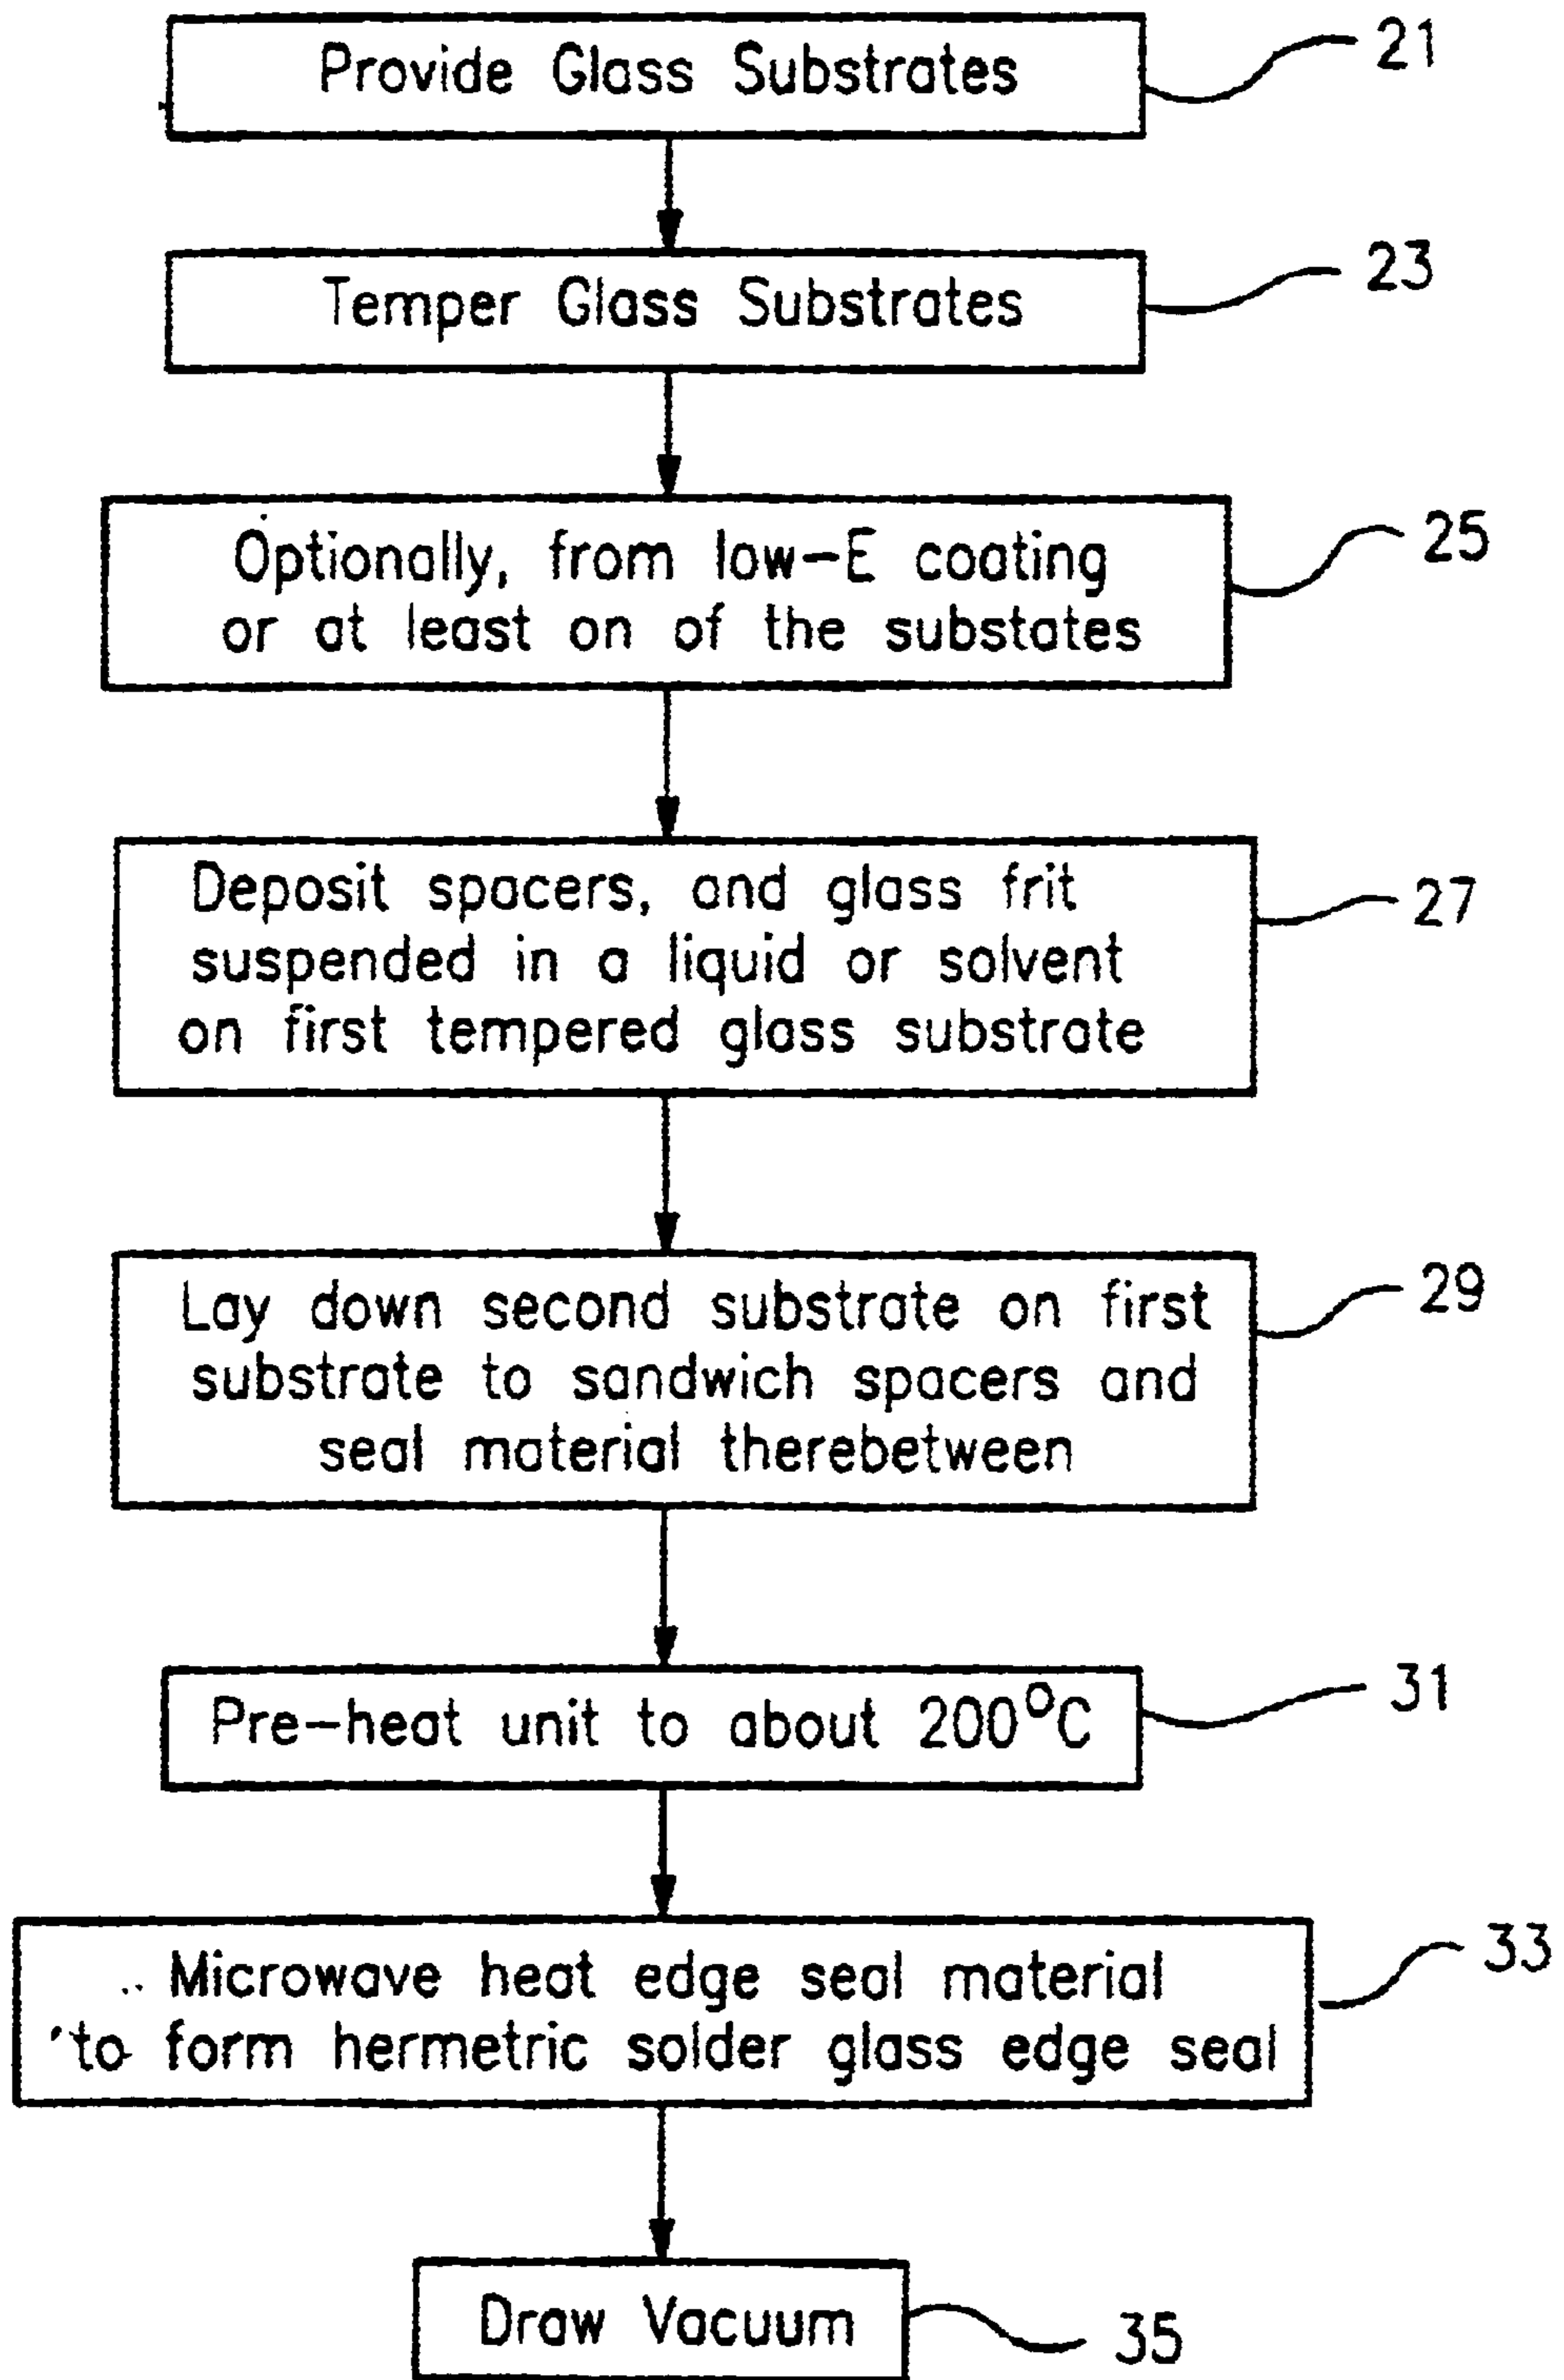 Provide Glass Substrates
21
Temper Glass Substrates
23
Optionally, from low-E coating
or at least on of the substates
25
Deposit spacers, and glass frit
suspended in a liquid or solvent
on first tempered glass substrate
27
Lay down second substrate on first
substrate to sandwich spacers and
seal material therebetween
29
Pre-heat unit to about 200°C
31
Microwave heat edge seal material
to form hermetric solder glass edge seal
33
Draw Vacuum
35